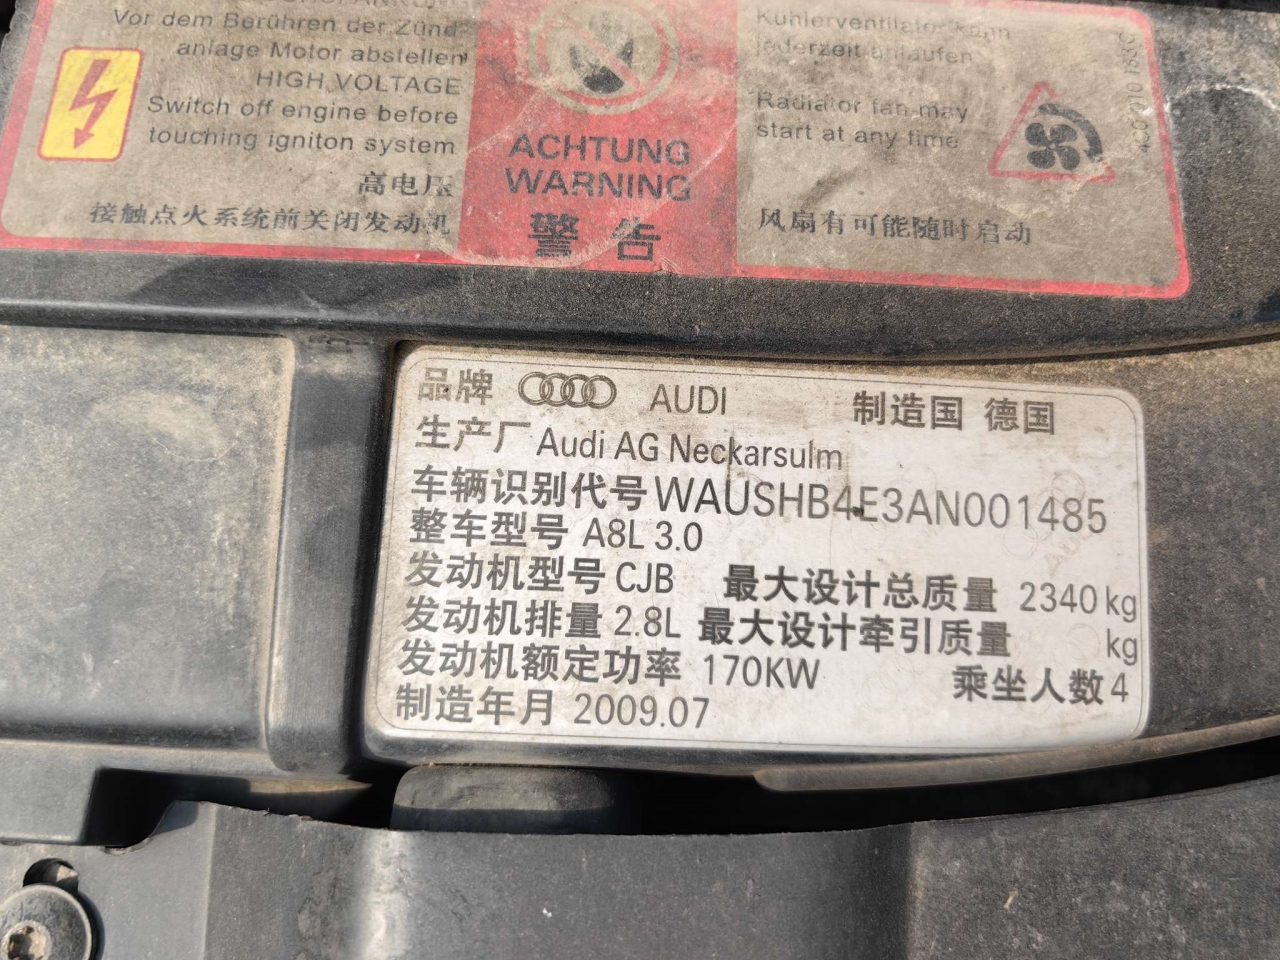 Vor dem Berühren der Zünd-
anlage Motor abstellen
HIGH VOLTAGE
Switch off engine before
touching igniton system
高电压
接触点火系统前关闭发动机
ACHTUNG
WARNING
警告
Kühlerventilator kann
jederzeit anlaufen
Radiator fan may
start at any time
风扇有可能随时启动
品牌 AUDI 制造国 德国
生产厂 Audi AG Neckarsulm
车辆识别代号 WAUSHB4E3AN001485
整车型号 A8L 3.0
发动机型号 CJB 最大设计总质量 2340 kg
发动机排量 2.8L 最大设计牵引质量 kg
发动机额定功率 170KW 乘坐人数 4
制造年月 2009.07